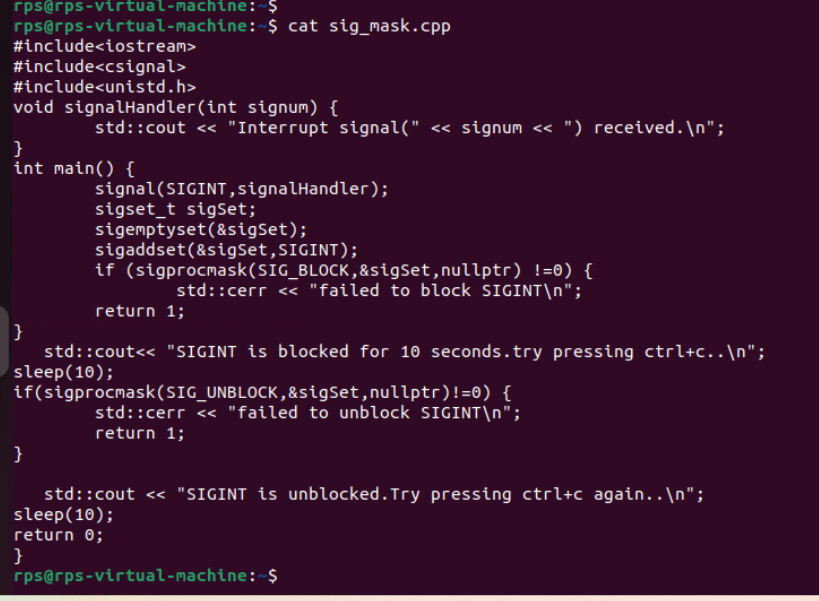 rps@rps-virtual-machine:~$
rps@rps-virtual-machine:~$ cat sig_mask.cpp
#include<iostream>
#include<csignal>
#include<unistd.h>
void signalHandler(int signum) {
        std::cout << "Interrupt signal(" << signum << ") received.\n";
}
int main() {
        signal(SIGINT,signalHandler);
        sigset_t sigSet;
        sigemptyset(&sigSet);
        sigaddset(&sigSet,SIGINT);
        if (sigprocmask(SIG_BLOCK,&sigSet,nullptr) !=0) {
                std::cerr << "failed to block SIGINT\n";
        return 1;
}
   std::cout<< "SIGINT is blocked for 10 seconds.try pressing ctrl+c..\n";
sleep(10);
if(sigprocmask(SIG_UNBLOCK,&sigSet,nullptr)!=0) {
        std::cerr << "failed to unblock SIGINT\n";
        return 1;
}

   std::cout << "SIGINT is unblocked.Try pressing ctrl+c again..\n";
sleep(10);
return 0;
}
rps@rps-virtual-machine:~$